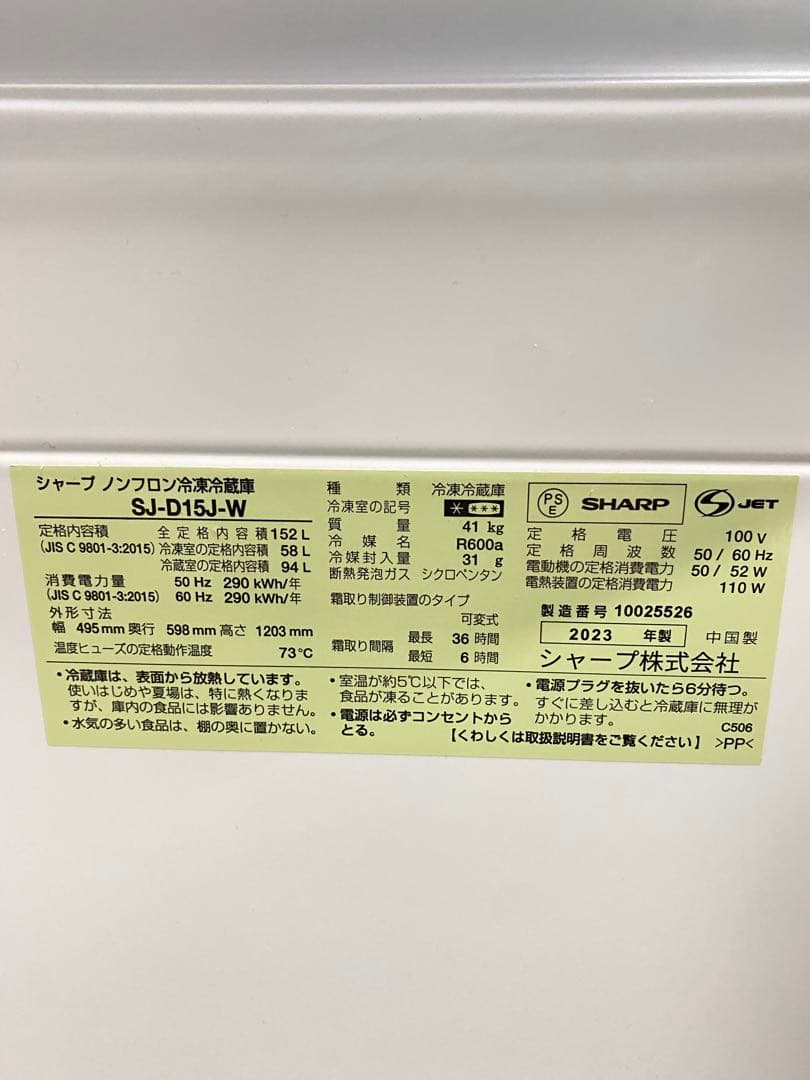 シャープ ノンフロン冷凍冷蔵庫
SJ-D15J-W
定格内容積 全定格内容積 152 L
(JIS C 9801-3:2015) 冷凍室の定格内容積 58 L
冷蔵室の定格内容積 94 L
消費電力量 50 Hz 290 kWh/年
(JIS C 9801-3:2015) 60 Hz 290 kWh/年
外形寸法
幅 495 mm 奥行 598 mm 高さ 1203 mm
温度ヒューズの定格動作温度 73℃
種類 冷凍冷蔵庫
冷凍室の記号 * ***
質量 41 kg
冷媒名 R600a
冷媒封入量 31 g
断熱発泡ガス シクロペンタン
霜取り制御装置のタイプ
可変式
霜取り間隔 最長 36 時間
最短 6 時間
PSE SHARP S JET
定格電圧 100 V
定格周波数 50 / 60 Hz
電動機の定格消費電力 50 / 52 W
電熱装置の定格消費電力 110 W
製造番号 10025526
2023 年製 中国製
シャープ株式会社
・冷蔵庫は、表面から放熱しています。
使いはじめや夏場は、特に熱くなりま
すが、庫内の食品には影響ありません。
・水気の多い食品は、棚の奥に置かない。
・室温が約5℃以下では、
食品が凍ることがあります。
・電源は必ずコンセントから
とる。
・電源プラグを抜いたら6分待つ。
すぐに差し込むと冷蔵庫に無理が
かかります。
C506
【くわしくは取扱説明書をご覧ください】 >PP<